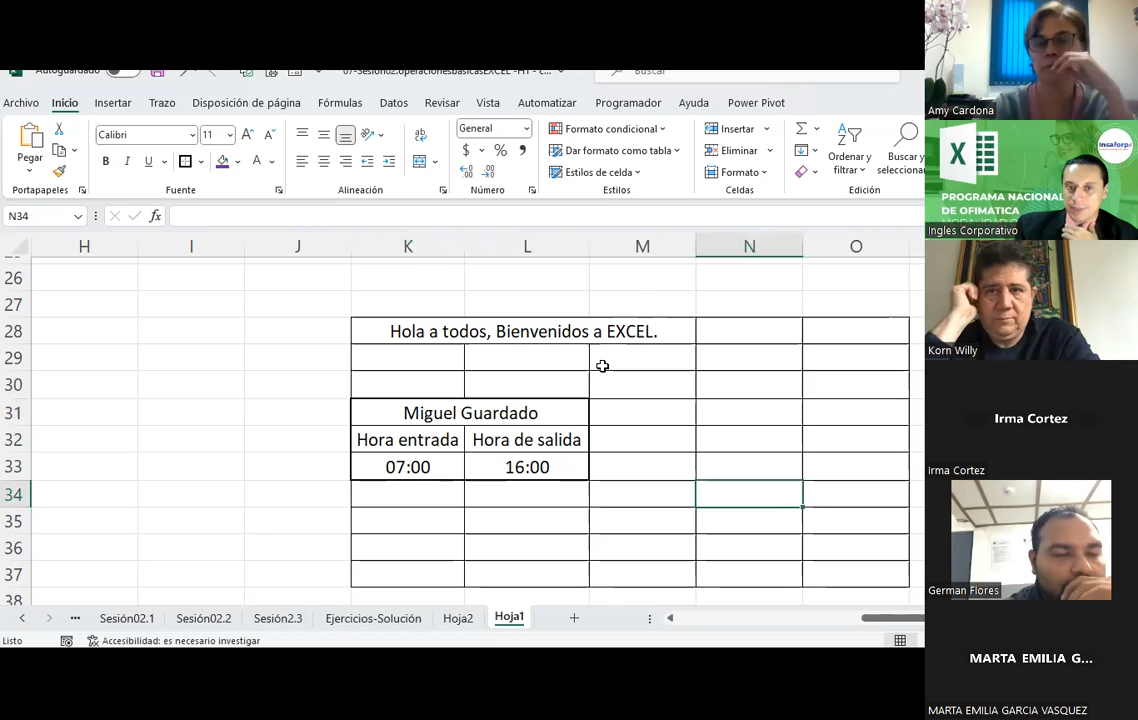 Autoguardado
07-Sesión02.operacionesbasicasEXCEL -HT - c...
Buscar
Archivo Inicio Insertar Trazo Disposición de página Fórmulas Datos Revisar Vista Automatizar Programador Ayuda Power Pivot
Pegar
Calibri 11
N K S
General
$ % ,
Formato condicional
Dar formato como tabla
Estilos de celda
Insertar
Eliminar
Formato
Ordenar y
filtrar
Buscar y
selecciona
Portapapeles Fuente Alineación Número Estilos Celdas Edición
N34 fx
H I J K L M N O
26
27
28 Hola a todos, Bienvenidos a EXCEL.
29
30
31 Miguel Guardado
32 Hora entrada Hora de salida
33 07:00 16:00
34
35
36
37
38
... Sesión02.1 Sesión02.2 Sesión2.3 Ejercicios-Solución Hoja2 Hoja1
Listo Accesibilidad: es necesario investigar
Amy Cardona
Insaforp
PROGRAMA NACIONAL
DE OFIMATICA
Ingles Corporativo
Korn Willy
Irma Cortez
Irma Cortez
German Flores
MARTA EMILIA G...
MARTA EMILIA GARCIA VASQUEZ